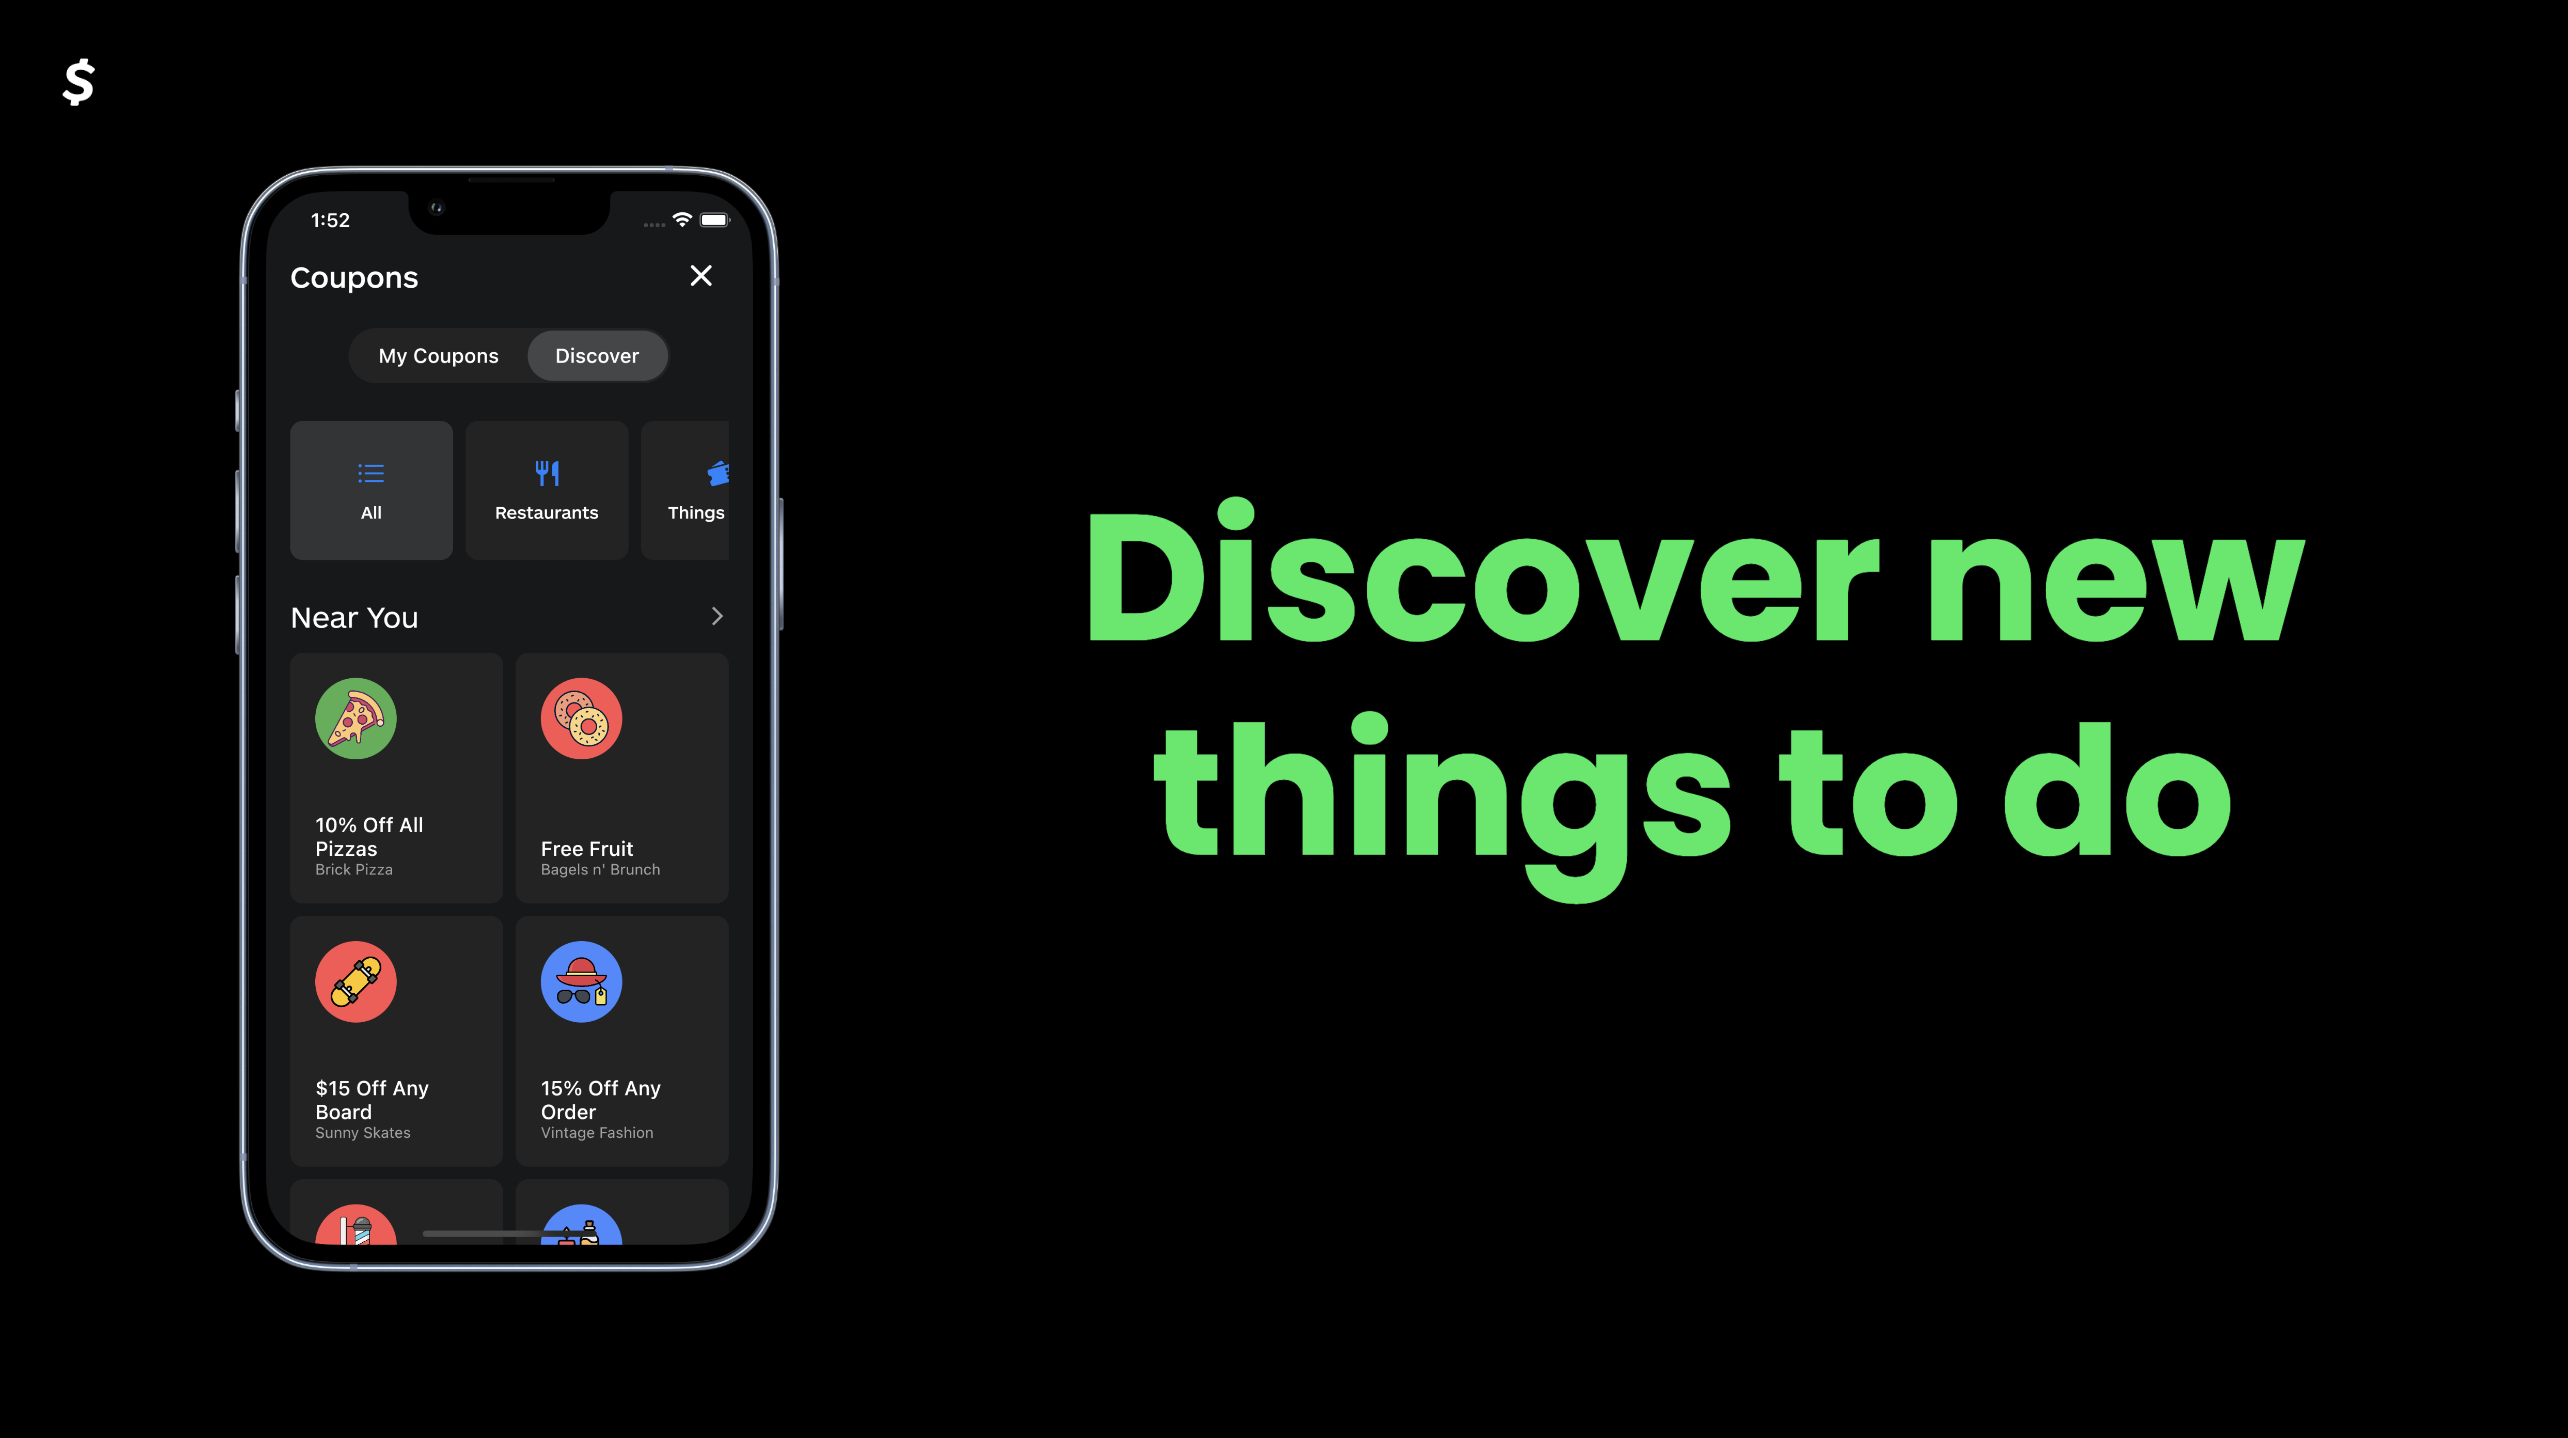 $
1:52
Coupons
My Coupons
Discover
All
Restaurants
Things
Near You
10% Off All
Pizzas
Brick Pizza
Free Fruit
Bagels n' Brunch
$15 Off Any
Board
Sunny Skates
15% Off Any
Order
Vintage Fashion
Discover new
things to do